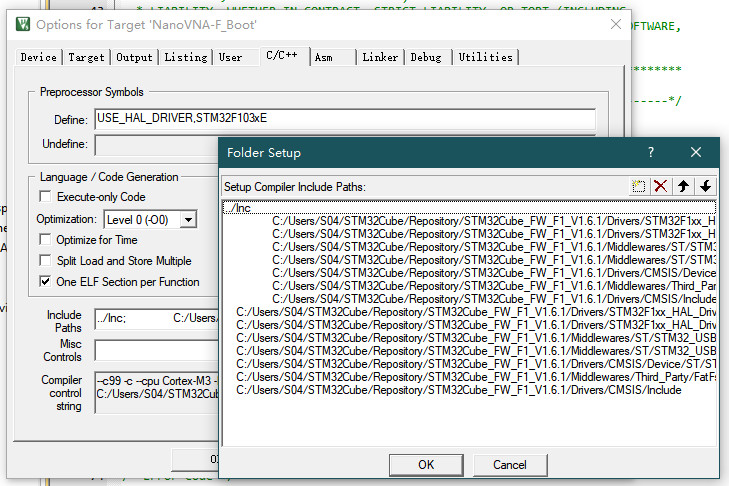 * LIABILITY, WHETHER IN CONTRACT, STRICT LIABILITY, OR TORT (INCLUDING
Options for Target 'NanoVNA-F_Boot'
OFTWARE,
Device Target Output Listing User C/C++ Asm Linker Debug Utilities
*******
Preprocessor Symbols
-----*/
Define: USE_HAL_DRIVER,STM32F103xE
Undefine:
Folder Setup
? ×
Language / Code Generation
Setup Compiler Include Paths:
Execute-only Code
../Inc
Optimization: Level 0 (-O0)
C:/Users/S04/STM32Cube/Repository/STM32Cube_FW_F1_V1.6.1/Drivers/STM32F1xx_H
C:/Users/S04/STM32Cube/Repository/STM32Cube_FW_F1_V1.6.1/Drivers/STM32F1xx_H
Optimize for Time
C:/Users/S04/STM32Cube/Repository/STM32Cube_FW_F1_V1.6.1/Middlewares/ST/STM3
C:/Users/S04/STM32Cube/Repository/STM32Cube_FW_F1_V1.6.1/Middlewares/ST/STM3
Split Load and Store Multiple
C:/Users/S04/STM32Cube/Repository/STM32Cube_FW_F1_V1.6.1/Drivers/CMSIS/Device
One ELF Section per Function
C:/Users/S04/STM32Cube/Repository/STM32Cube_FW_F1_V1.6.1/Middlewares/Third_Par
C:/Users/S04/STM32Cube/Repository/STM32Cube_FW_F1_V1.6.1/Drivers/CMSIS/Include
Include Paths ../Inc; C:/Users/S
C:/Users/S04/STM32Cube/Repository/STM32Cube_FW_F1_V1.6.1/Drivers/STM32F1xx_HAL_Driv
C:/Users/S04/STM32Cube/Repository/STM32Cube_FW_F1_V1.6.1/Drivers/STM32F1xx_HAL_Driv
Misc Controls
C:/Users/S04/STM32Cube/Repository/STM32Cube_FW_F1_V1.6.1/Middlewares/ST/STM32_USB
C:/Users/S04/STM32Cube/Repository/STM32Cube_FW_F1_V1.6.1/Middlewares/ST/STM32_USB
C:/Users/S04/STM32Cube/Repository/STM32Cube_FW_F1_V1.6.1/Drivers/CMSIS/Device/ST/ST
Compiler control string --c99 -c --cpu Cortex-M3 -
C:/Users/S04/STM32Cub
C:/Users/S04/STM32Cube/Repository/STM32Cube_FW_F1_V1.6.1/Middlewares/Third_Party/FatFs
C:/Users/S04/STM32Cube/Repository/STM32Cube_FW_F1_V1.6.1/Drivers/CMSIS/Include
OK Cancel